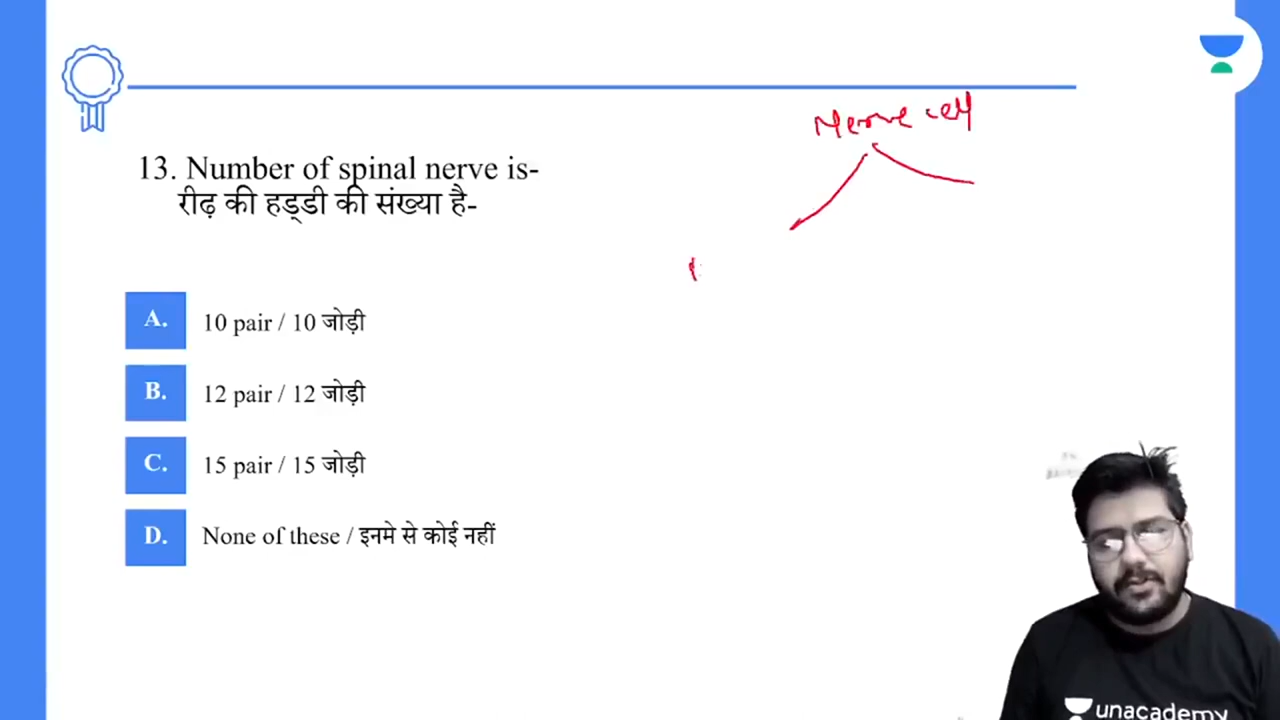 Nerve cell
13. Number of spinal nerve is-
रीढ़ की हड्डी की संख्या है-
A. 10 pair / 10 जोड़ी
B. 12 pair / 12 जोड़ी
C. 15 pair / 15 जोड़ी
D. None of these / इनमे से कोई नहीं
unacademy